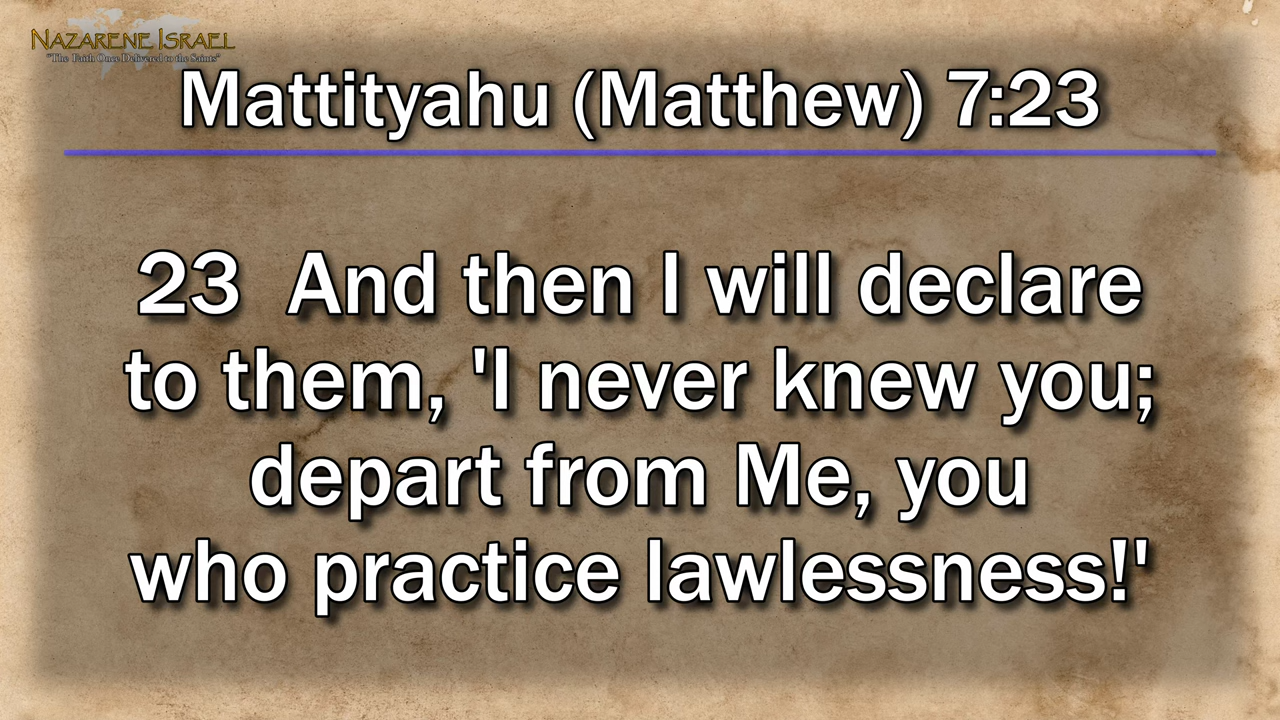 NAZARENE ISRAEL
"The Faith Once Delivered to the Saints"
Mattityahu (Matthew) 7:23
23 And then I will declare
to them, 'I never knew you;
depart from Me, you
who practice lawlessness!'